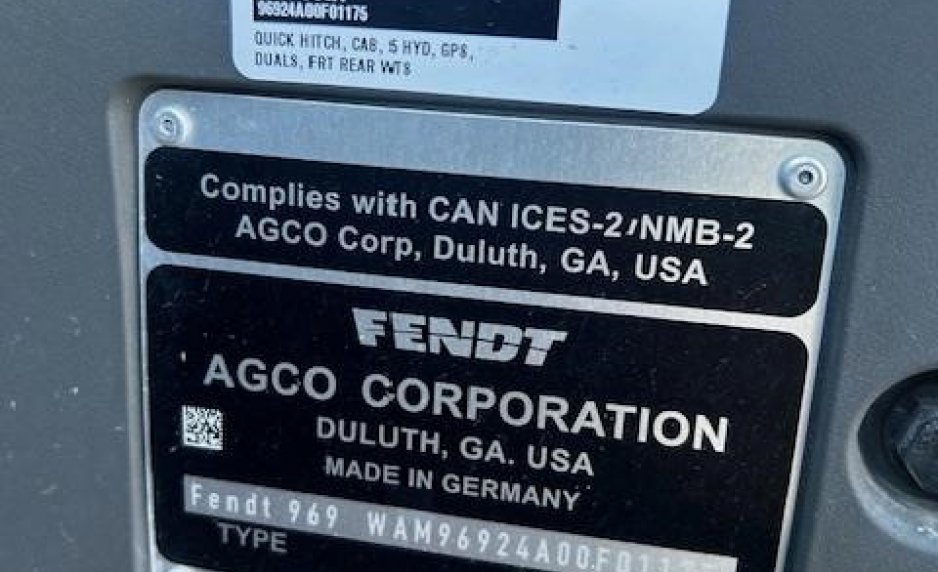 96924A00F01175
QUICK HITCH, CAB, 5 HYD, GPS,
DUALS, FRT REAR WTS
Complies with CAN ICES-2/NMB-2
AGCO Corp, Duluth, GA, USA
FENDT
AGCO CORPORATION
DULUTH, GA. USA
MADE IN GERMANY
Fendt 969 WAM96924A00F01175
TYPE